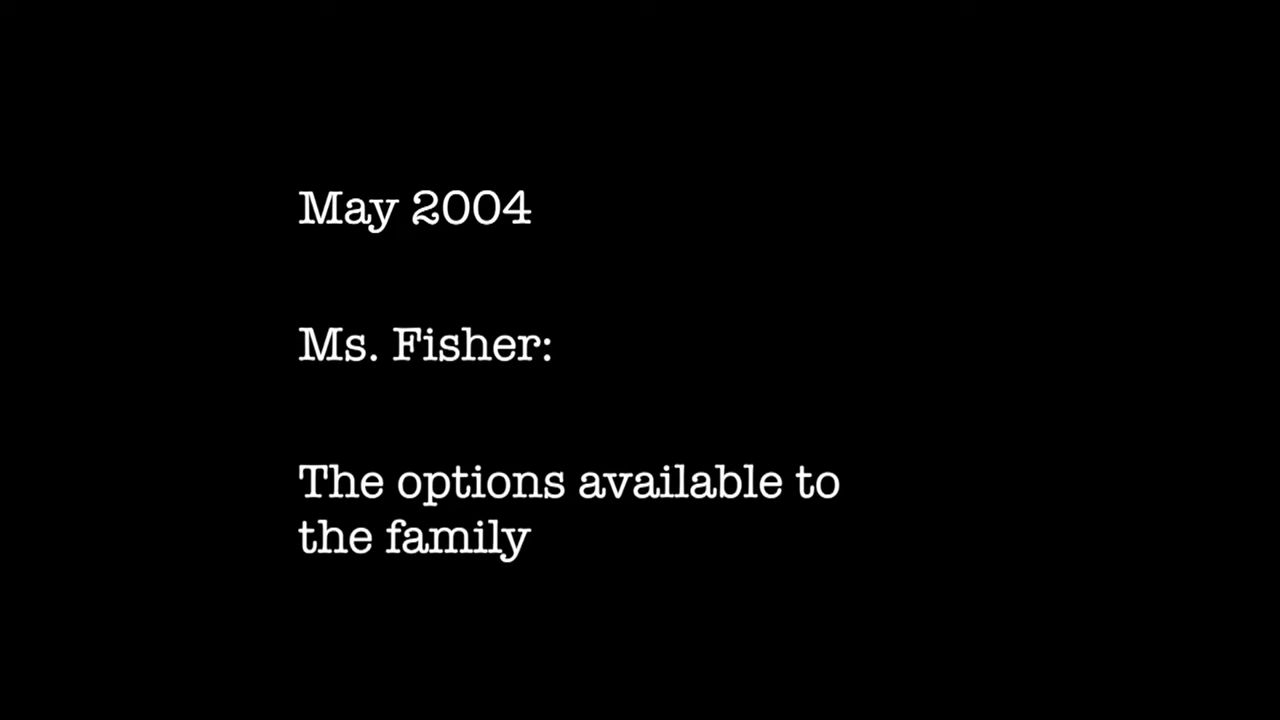 May 2004
Ms. Fisher:
The options available to
the family